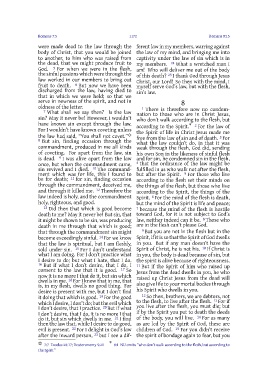 Romans 7:5
Romans 8:15
were made dead to the law through the
body of Christ, that you would be joined
to another, to him who was raised from
the dead, that we might produce fruit to
God. 5 For when we were in the flesh,
the sinful passions which were through the
law worked in our members to bring out
fruit to death. 6 But now we have been
discharged from the law, having died to
that in which we were held; so that we
serve in newness of the spirit, and not in
oldness of the letter.
7 What shall we say then? Is the law
sin? May it never be! However, I wouldn't
have known sin except through the law.
For I wouldn't have known coveting unless
the law had said, "You shall not covet."
8 But sin, finding occasion through the
commandment, produced in me all kinds
of coveting. For apart from the law, sin
is dead. 9 I was alive apart from the law
once, but when the commandment came,
sin revived and I died. 10 The commandment
which was for life, this I found to
be for death; 11 for sin, finding occasion
through the commandment, deceived me,
and through it killed me. 12 Therefore the
law indeed is holy, and the commandment
holy, righteous, and good.
13 Did then that which is good become
death to me? May it never be! But sin, that
it might be shown to be sin, was producing
death in me through that which is good;
that through the commandment sin might
become exceedingly sinful. 14 For we know
that the law is spiritual, but I am fleshly,
sold under sin. 15 For I don't understand
what I am doing. For I don't practice what
I desire to do; but what I hate, that I do.
16 But if what I don't desire, that I do, I
consent to the law that it is good. 17 So
now it is no more I that do it, but sin which
dwells in me. 18 For I know that in me, that
is, in my flesh, dwells no good thing. For
desire is present with me, but I don't find
it doing that which is good. 19 For the good
which I desire, I don't do; but the evil which
I don't desire, that I practice. 20 But if what
I don't desire, that I do, it is no more I that
do it, but sin which dwells in me. 21 I find
then the law that, while I desire to do good,
evil is present. 22 For I delight in God's law
after the inward person, 23 but I see a different
law in my members, warring against
the law of my mind, and bringing me into
captivity under the law of sin which is in
my members. 24 What a wretched man I
am! Who will deliver me out of the body
of this death? 25 I thank God through Jesus
Christ, our Lord! So then with the mind, I
myself serve God's law, but with the flesh,
sin's law.
8
1 There is therefore now no condemnation
to those who are in Christ Jesus,
who don't walk according to the flesh, but
according to the Spirit. 2 For the law of
the Spirit of life in Christ Jesus made me
free from the law of sin and of death. 3 For
what the law couldn't do, in that it was
weak through the flesh, God did, sending
his own Son in the likeness of sinful flesh
and for sin, he condemned sin in the flesh;
4 that the ordinance of the law might be
fulfilled in us who walk not after the flesh,
but after the Spirit. 5 For those who live
according to the flesh set their minds on
the things of the flesh, but those who live
according to the Spirit, the things of the
Spirit. 6 For the mind of the flesh is death,
but the mind of the Spirit is life and peace;
7 because the mind of the flesh is hostile
toward God, for it is not subject to God's
law, neither indeed can it be. 8 Those who
are in the flesh can't please God.
9 But you are not in the flesh but in the
Spirit, if it is so that the Spirit of God dwells
in you. But if any man doesn't have the
Spirit of Christ, he is not his. 10 If Christ is
in you, the body is dead because of sin, but
the spirit is alive because of righteousness.
11 But if the Spirit of him who raised up
Jesus from the dead dwells in you, he who
raised up Christ Jesus from the dead will
also give life to your mortal bodies through
his Spirit who dwells in you.
12 So then, brothers, we are debtors, not
to the flesh, to live after the flesh. 13 For if
you live after the flesh, you must die; but
if by the Spirit you put to death the deeds
of the body, you will live. 14 For as many
as are led by the Spirit of God, these are
children of God. 15 For you didn't receive
the spirit of bondage again to fear, but you